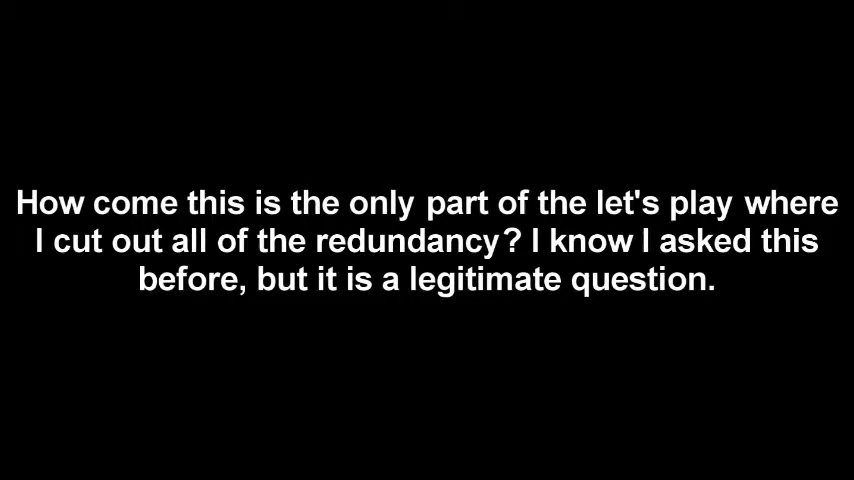 How come this is the only part of the let's play where
I cut out all of the redundancy? I know I asked this
before, but it is a legitimate question.